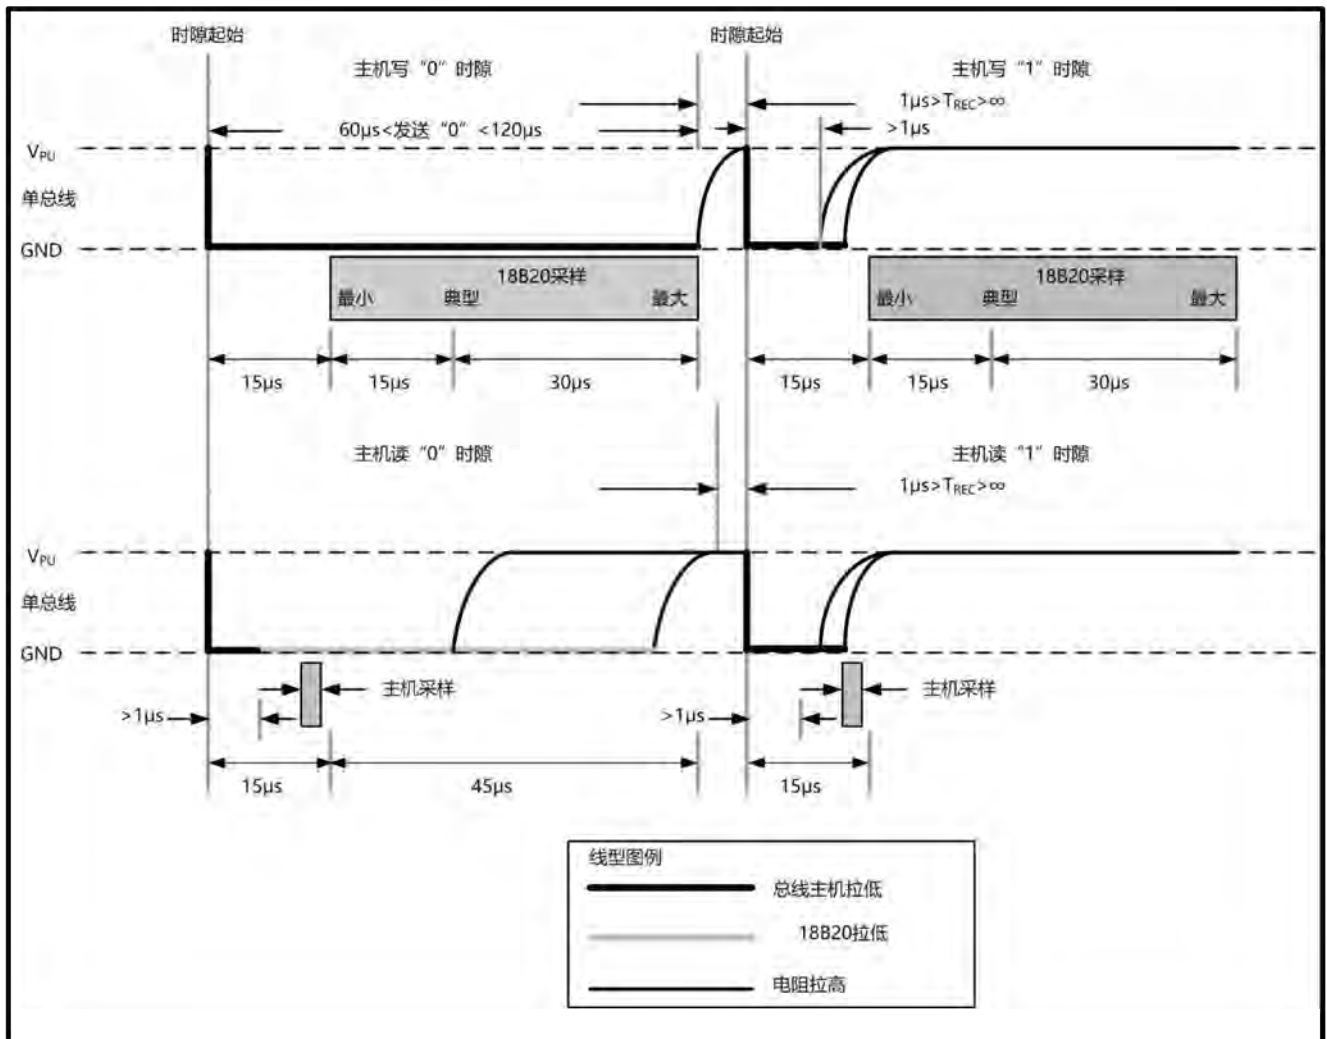 时隙起始 时隙起始
主机写“0”时隙 主机写“1”时隙
1μs>TREC>∞
60μs<发送“0”<120μs >1μs
VPU
单总线
GND
18B20采样 18B20采样
最小 典型 最大 最小 典型 最大
15μs 15μs 30μs 15μs 15μs 30μs
主机读“0”时隙 主机读“1”时隙
1μs>TREC>∞
VPU
单总线
GND
主机采样 主机采样
>1μs >1μs
15μs 45μs 15μs
线型图例
总线主机拉低
18B20拉低
电阻拉高